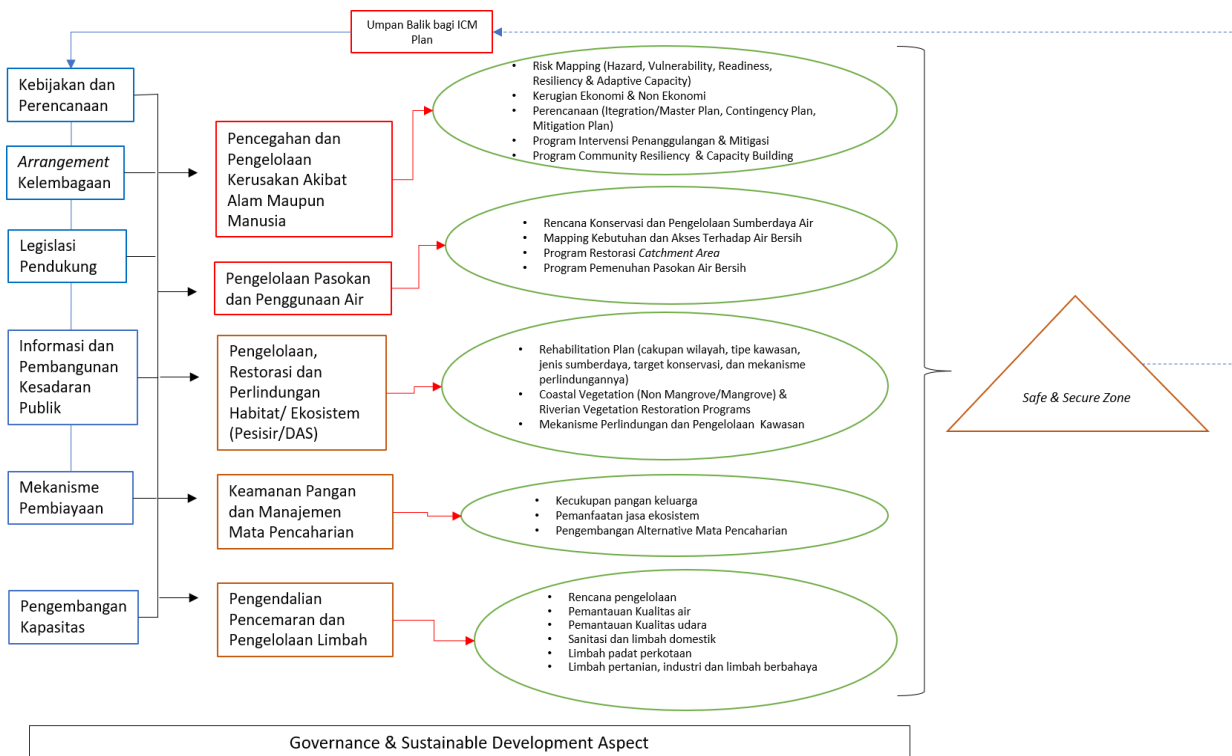 Umpan Balik bagi ICM
Plan
Kebijakan dan
Perencanaan
Arrangement
Kelembagaan
Legislasi
Pendukung
Informasi dan
Pembangunan
Kesadaran
Publik
Mekanisme
Pembiayaan
Pengembangan
Kapasitas
Pencegahan dan
Pengelolaan
Kerusakan Akibat
Alam Maupun
Manusia
Pengelolaan Pasokan
dan Penggunaan Air
Pengelolaan,
Restorasi dan
Perlindungan
Habitat/ Ekosistem
(Pesisir/DAS)
Keamanan Pangan
dan Manajemen
Mata Pencaharian
Pengendalian
Pencemaran dan
Pengelolaan Limbah
• Risk Mapping (Hazard, Vulnerability, Readiness,
Resiliency & Adaptive Capacity)
• Kerugian Ekonomi & Non Ekonomi
• Perencanaan (Itegration/Master Plan, Contingency Plan,
Mitigation Plan)
• Program Intervensi Penanggulangan & Mitigasi
• Program Community Resiliency & Capacity Building
• Rencana Konservasi dan Pengelolaan Sumberdaya Air
• Mapping Kebutuhan dan Akses Terhadap Air Bersih
• Program Restorasi Catchment Area
• Program Pemenuhan Pasokan Air Bersih
• Rehabilitation Plan (cakupan wilayah, tipe kawasan,
jenis sumberdaya, target konservasi, dan mekanisme
perlindungannya)
• Coastal Vegetation (Non Mangrove/Mangrove) &
Riverian Vegetation Restoration Programs
• Mekanisme Perlindungan dan Pengelolaan Kawasan
• Kecukupan pangan keluarga
• Pemanfaatan jasa ekosistem
• Pengembangan Alternative Mata Pencaharian
• Rencana pengelolaan
• Pemantauan Kualitas air
• Pemantauan Kualitas udara
• Sanitasi dan limbah domestik
• Limbah padat perkotaan
• Limbah pertanian, industri dan limbah berbahaya
Safe & Secure Zone
Governance & Sustainable Development Aspect